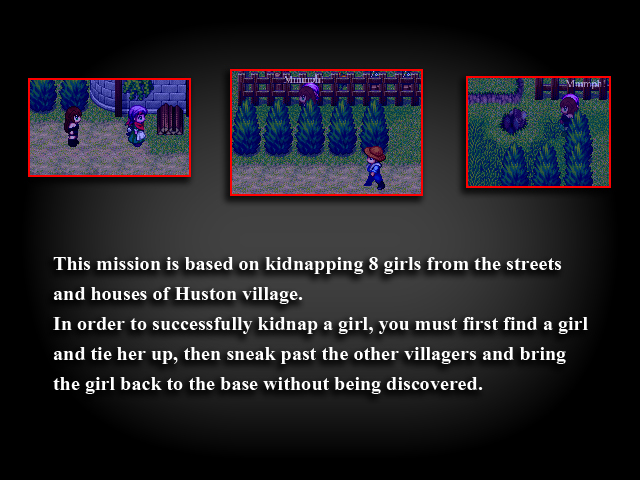 Mmmph!
Mmmph!
This mission is based on kidnapping 8 girls from the streets
and houses of Huston village.
In order to successfully kidnap a girl, you must first find a girl
and tie her up, then sneak past the other villagers and bring
the girl back to the base without being discovered.